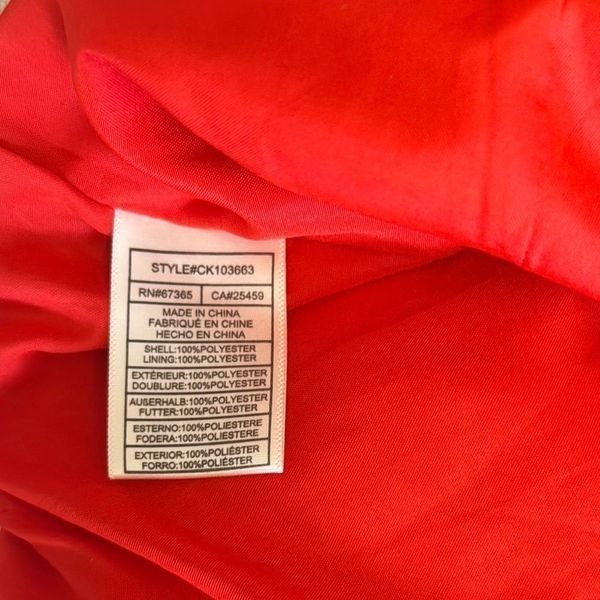 STYLE#CK103663
RN#67365 CA#25459
MADE IN CHINA
FABRIQUÉ EN CHINE
HECHO EN CHINA
SHELL:100%POLYESTER
LINING:100%POLYESTER
EXTÉRIEUR:100%POLYESTER
DOUBLURE:100%POLYESTER
AUßERHALB:100%POLYESTER
FUTTER:100%POLYESTER
ESTERNO:100%POLIESTERE
FODERA:100%POLIESTERE
EXTERIOR:100%POLIÉSTER
FORRO:100%POLIÉSTER